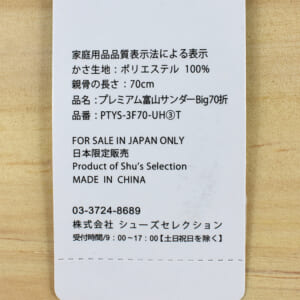 家庭用品品質表示法による表示
かさ生地：ポリエステル 100%
親骨の長さ：70cm
品名：プレミアム富山サンダーBig70折
品番：PTYS-3F70-UH③T
FOR SALE IN JAPAN ONLY
日本限定販売
Product of Shu's Selection
MADE IN CHINA
03-3724-8689
株式会社 シューズセレクション
受付時間/9：00～17：00【土日祝日を除く】